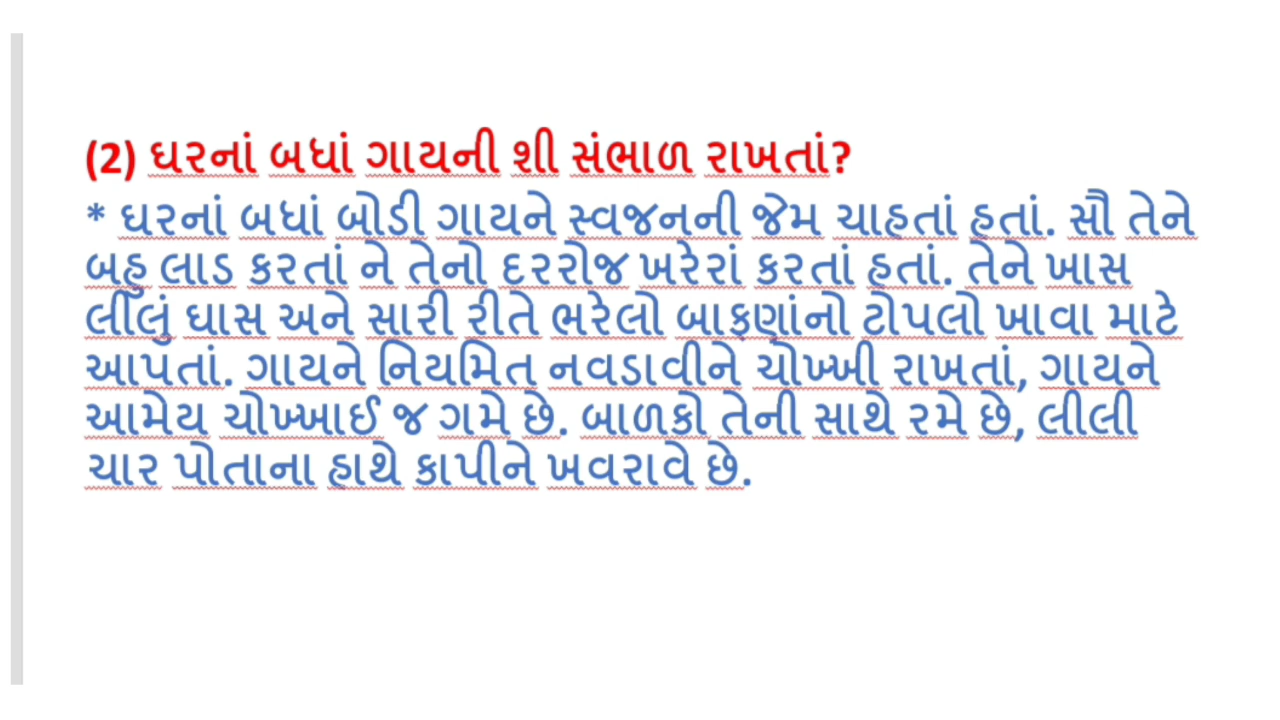 (2) ઘરનાં બધાં ગાયની શી સંભાળ રાખતાં?
* ઘરનાં બધાં બોડી ગાયને સ્વજનની જેમ ચાહતાં હતાં. સૌ તેને
બહુ લાડ કરતાં ને તેનો દરરોજ ખરેરાં કરતાં હતાં. તેને ખાસ
લીલું ઘાસ અને સારી રીતે ભરેલો બાફણાંનો ટોપલો ખાવા માટે
આપતાં. ગાયને નિયમિત નવડાવીને ચોખ્ખી રાખતાં, ગાયને
આમેય ચોખ્ખાઈ જ ગમે છે. બાળકો તેની સાથે રમે છે, લીલી
ચાર પોતાના હાથે કાપીને ખવરાવે છે.